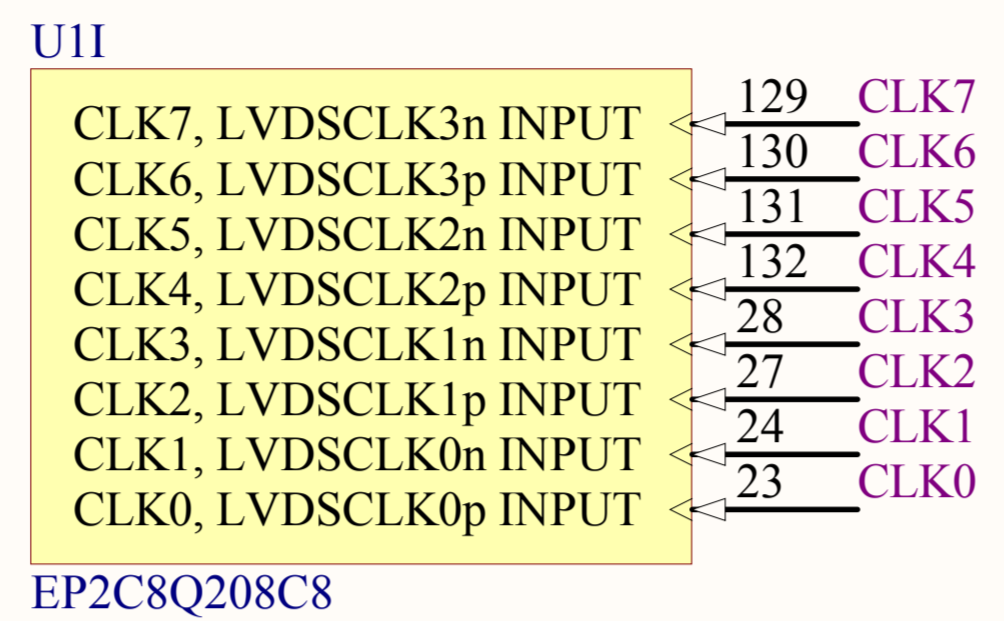 U1I
CLK7, LVDSCLK3n INPUT 129 CLK7
CLK6, LVDSCLK3p INPUT 130 CLK6
CLK5, LVDSCLK2n INPUT 131 CLK5
CLK4, LVDSCLK2p INPUT 132 CLK4
CLK3, LVDSCLK1n INPUT 28 CLK3
CLK2, LVDSCLK1p INPUT 27 CLK2
CLK1, LVDSCLK0n INPUT 24 CLK1
CLK0, LVDSCLK0p INPUT 23 CLK0
EP2C8Q208C8